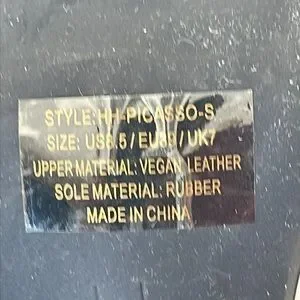 STYLE: HH-PICASSO-S
SIZE: US8.5 / EU39 / UK7
UPPER MATERIAL: VEGAN LEATHER
SOLE MATERIAL: RUBBER
MADE IN CHINA